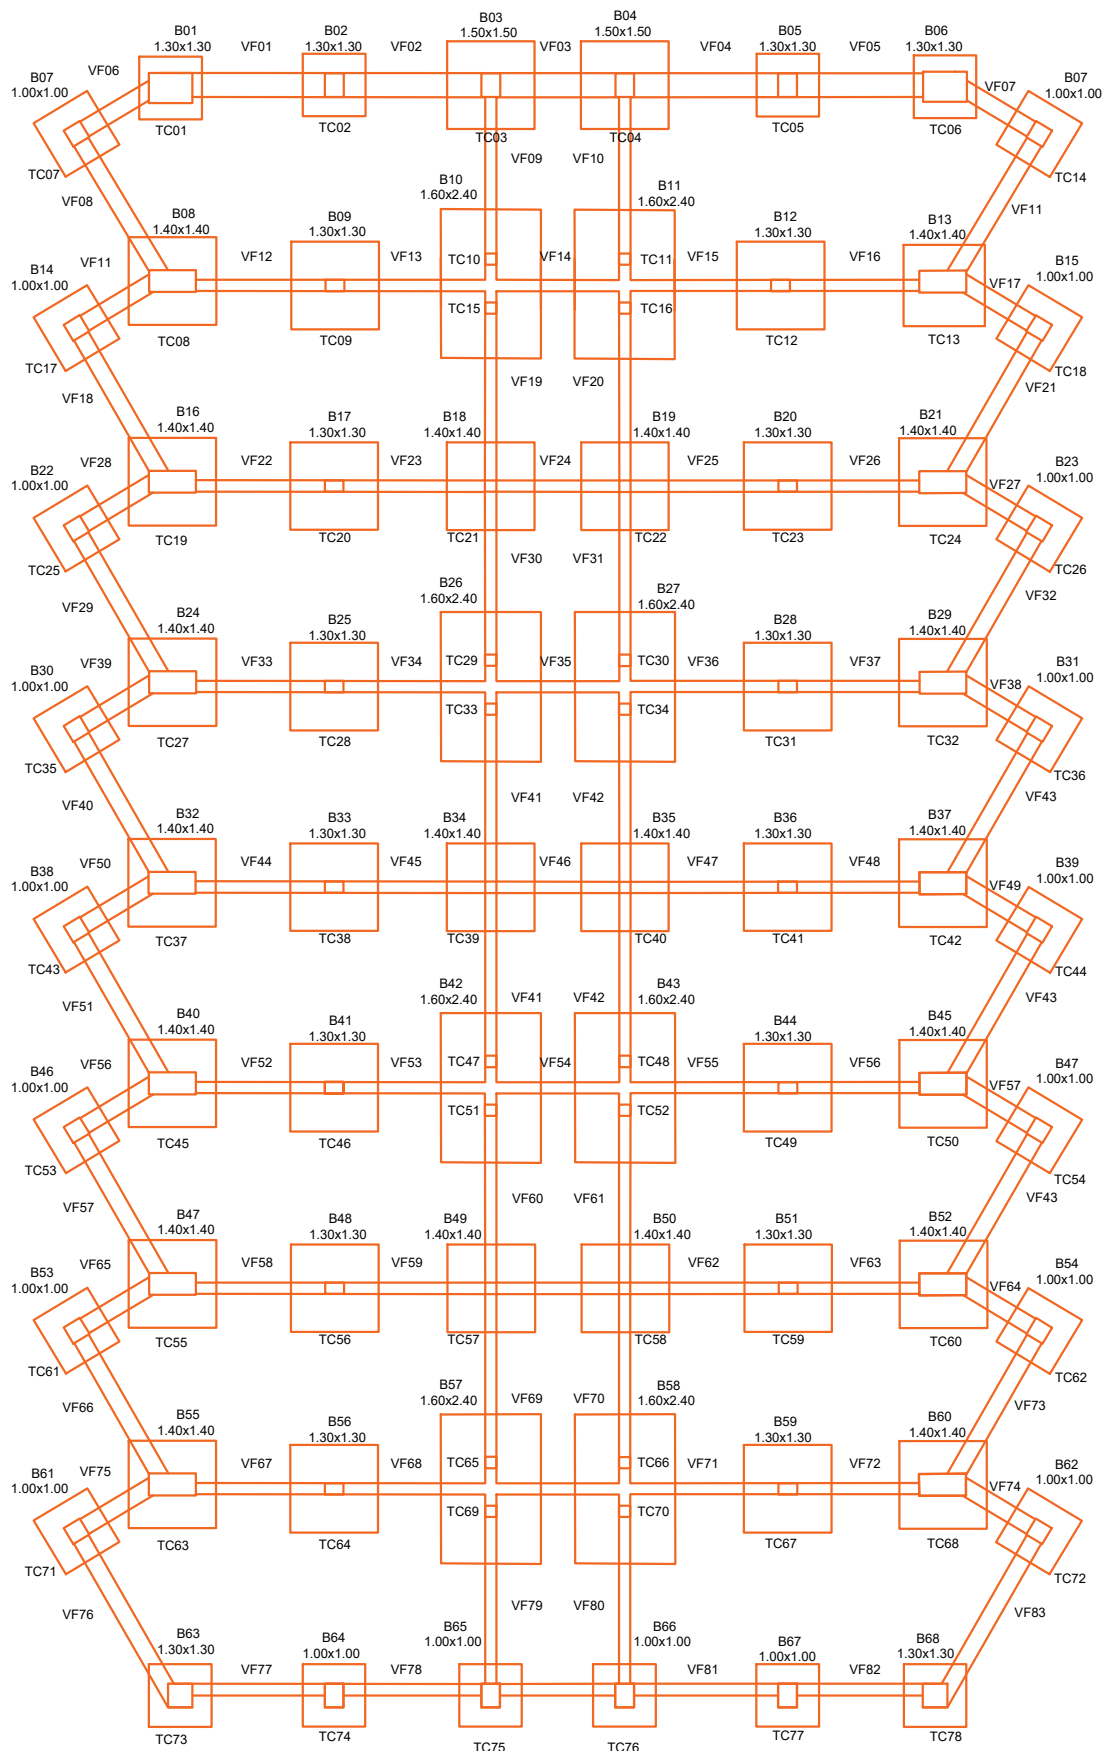 B01
1.30x1.30
VF01
B02
1.30x1.30
VF02
B03
1.50x1.50
VF03
B04
1.50x1.50
VF04
B05
1.30x1.30
VF05
B06
1.30x1.30
B07
1.00x1.00
VF06
VF07
B07
1.00x1.00
TC01
TC02
TC03
TC04
TC05
TC06
TC07
TC14
VF08
VF09
VF10
VF11
B08
1.40x1.40
B09
1.30x1.30
B10
1.60x2.40
B11
1.60x2.40
B12
1.30x1.30
B13
1.40x1.40
B14
1.00x1.00
VF11
VF12
VF13
TC10
VF14
TC11
VF15
VF16
VF17
B15
1.00x1.00
TC15
TC16
TC17
TC08
TC09
TC12
TC13
TC18
VF18
VF19
VF20
VF21
B16
1.40x1.40
B17
1.30x1.30
B18
1.40x1.40
B19
1.40x1.40
B20
1.30x1.30
B21
1.40x1.40
B22
1.00x1.00
VF28
VF22
VF23
VF24
VF25
VF26
VF27
B23
1.00x1.00
TC25
TC19
TC20
TC21
TC22
TC23
TC24
TC26
VF29
VF30
VF31
VF32
B24
1.40x1.40
B25
1.30x1.30
B26
1.60x2.40
B27
1.60x2.40
B28
1.30x1.30
B29
1.40x1.40
B30
1.00x1.00
VF39
VF33
VF34
TC29
VF35
TC30
VF36
VF37
VF38
B31
1.00x1.00
TC33
TC34
TC35
TC27
TC28
TC31
TC32
TC36
VF40
VF41
VF42
VF43
B32
1.40x1.40
B33
1.30x1.30
B34
1.40x1.40
B35
1.40x1.40
B36
1.30x1.30
B37
1.40x1.40
B38
1.00x1.00
VF50
VF44
VF45
VF46
VF47
VF48
VF49
B39
1.00x1.00
TC43
TC37
TC38
TC39
TC40
TC41
TC42
TC44
VF51
VF41
VF42
VF43
B40
1.40x1.40
B41
1.30x1.30
B42
1.60x2.40
B43
1.60x2.40
B44
1.30x1.30
B45
1.40x1.40
B46
1.00x1.00
VF56
VF52
VF53
TC47
VF54
TC48
VF55
VF56
VF57
B47
1.00x1.00
TC51
TC52
TC53
TC45
TC46
TC49
TC50
TC54
VF57
VF60
VF61
VF43
B47
1.40x1.40
B48
1.30x1.30
B49
1.40x1.40
B50
1.40x1.40
B51
1.30x1.30
B52
1.40x1.40
B53
1.00x1.00
VF65
VF58
VF59
VF62
VF63
VF64
B54
1.00x1.00
TC61
TC55
TC56
TC57
TC58
TC59
TC60
TC62
VF66
VF69
VF70
VF73
B55
1.40x1.40
B56
1.30x1.30
B57
1.60x2.40
B58
1.60x2.40
B59
1.30x1.30
B60
1.40x1.40
B61
1.00x1.00
VF75
VF67
VF68
TC65
TC66
VF71
VF72
VF74
B62
1.00x1.00
TC69
TC70
TC71
TC63
TC64
TC67
TC68
TC72
VF76
VF79
VF80
VF83
B63
1.30x1.30
B64
1.00x1.00
B65
1.00x1.00
B66
1.00x1.00
B67
1.00x1.00
B68
1.30x1.30
VF77
VF78
VF81
VF82
TC73
TC74
TC75
TC76
TC77
TC78